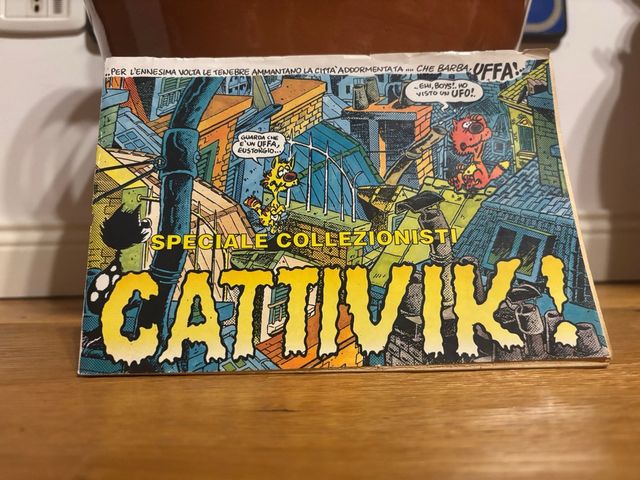 ..PER L'ENNESIMA VOLTA LE TENEBRE AMMANTANO LA CITTÀ ADDORMENTATA .... CHE BARBA, UFFA!..
..EHI, BOYS!. HO
VISTO UN UFO!.
GUARDA CHE
E' UN UFFA,
EUSTORGIO...
SPECIALE COLLEZIONISTI
CATTIVIK!